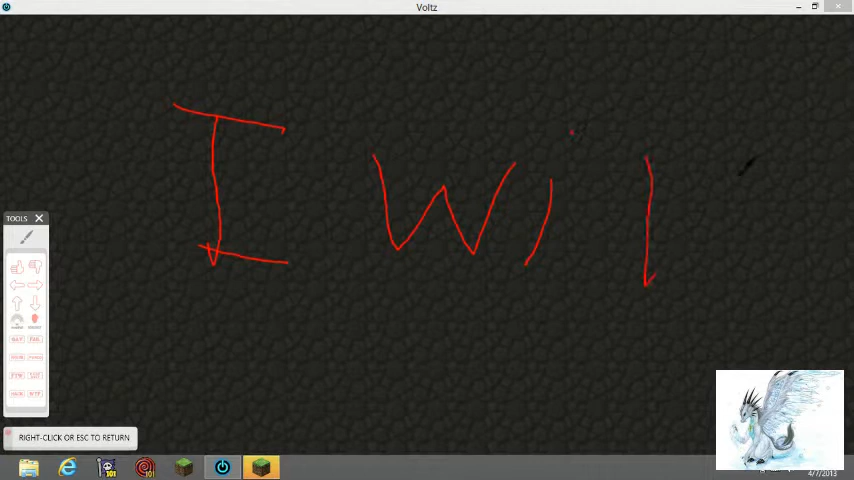 Voltz
I wil
TOOLS
RIGHT-CLICK OR ESC TO RETURN
4/7/2013